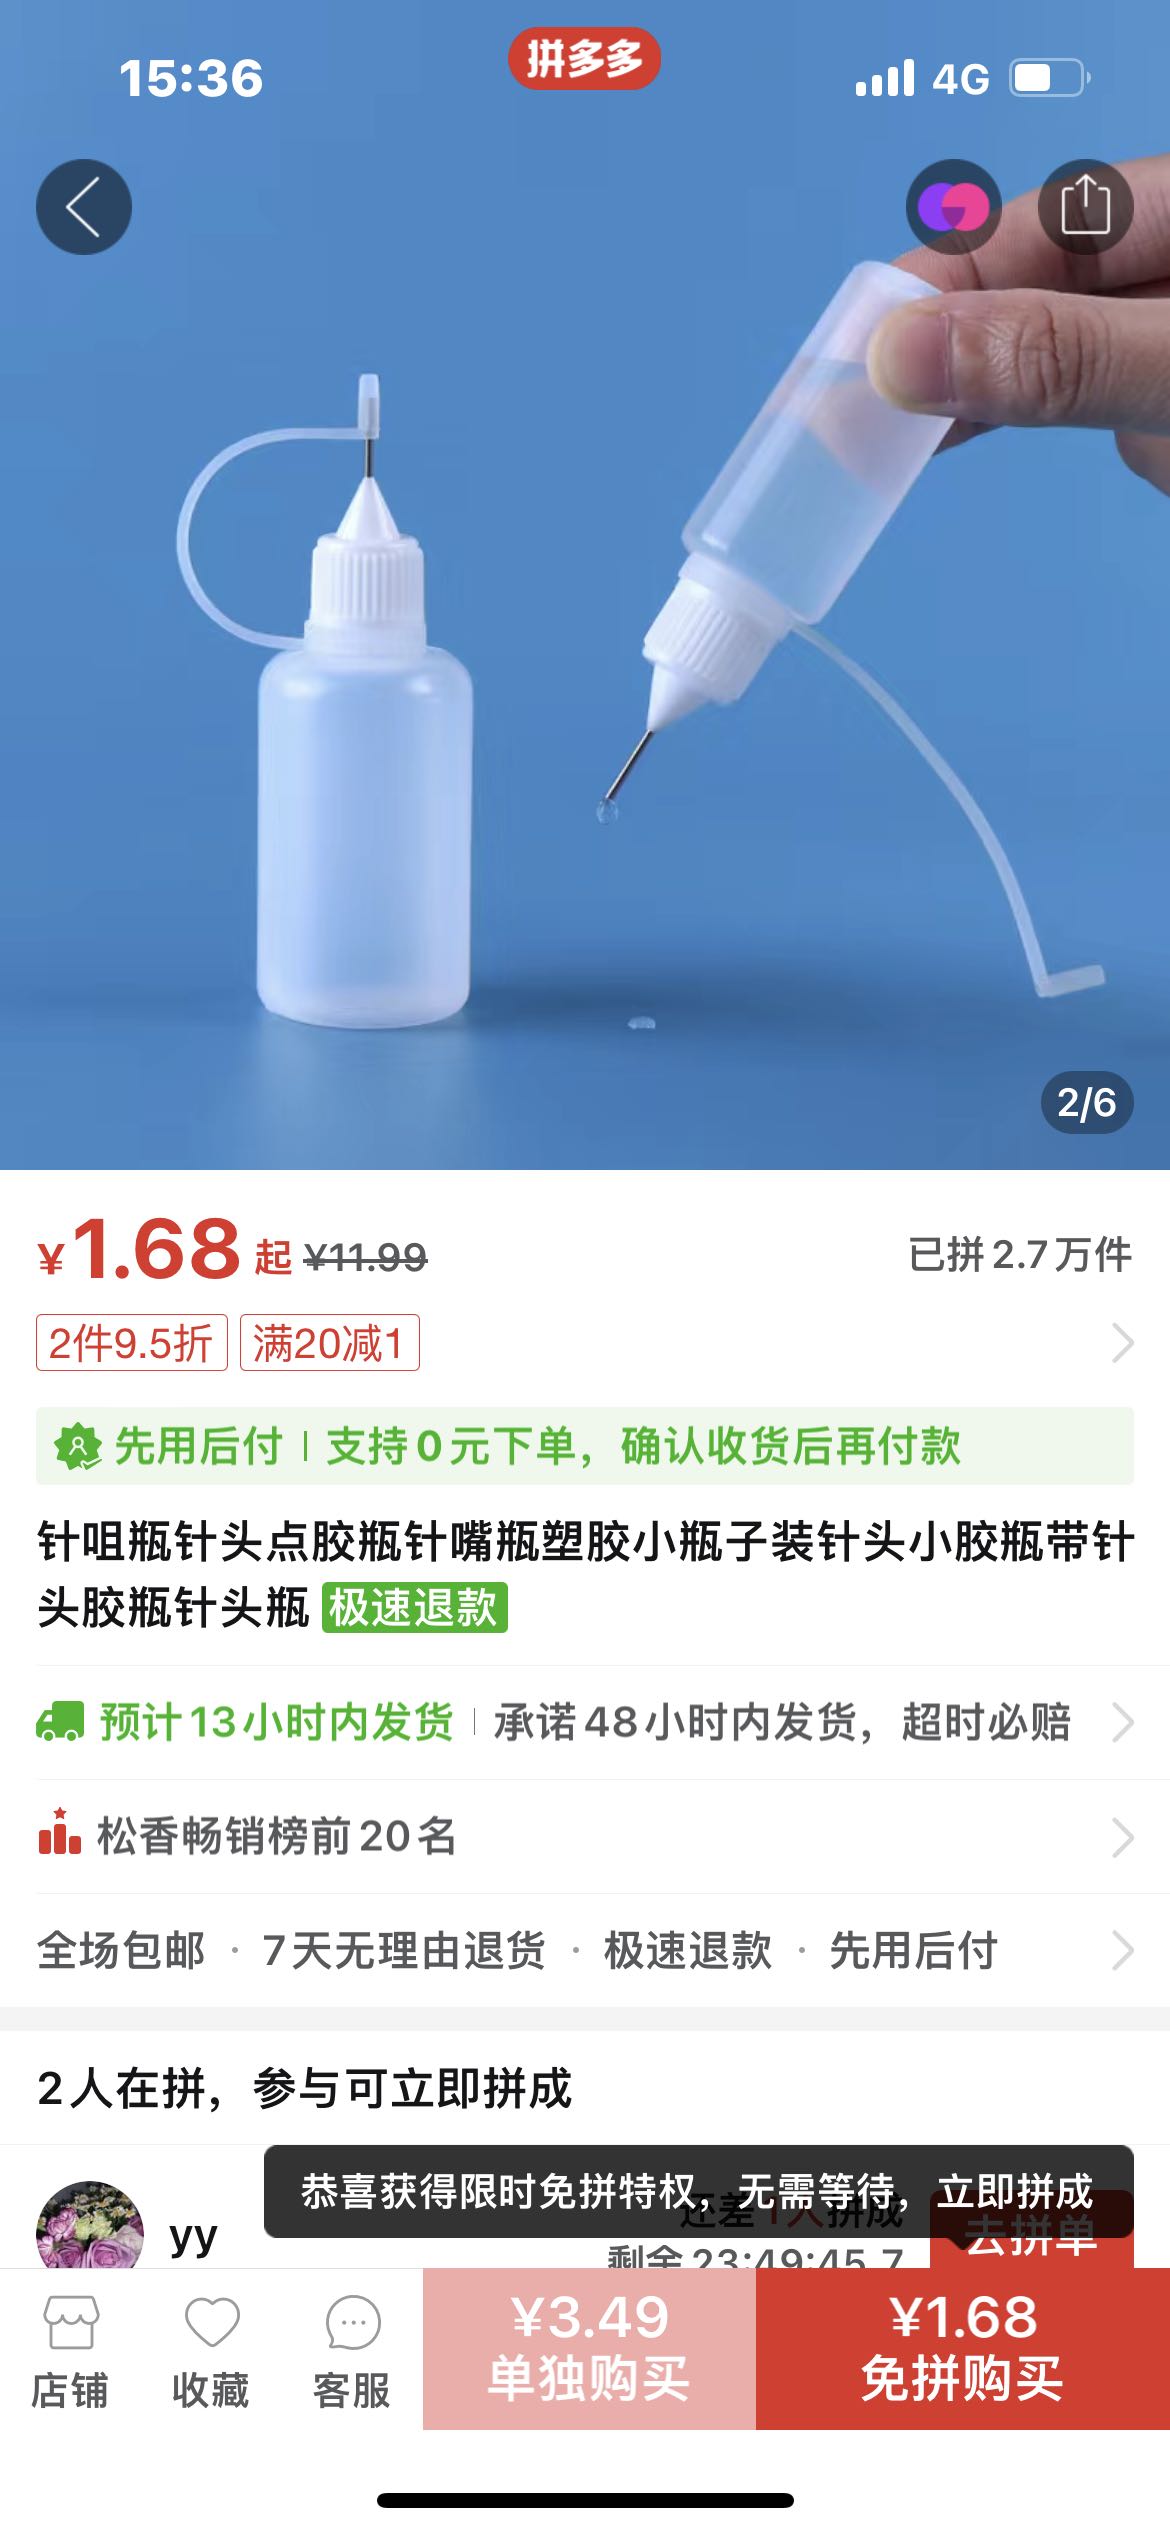 15:36
拼多多
4G
2/6
¥1.68起 ¥11.99
已拼2.7万件
2件9.5折 满20减1
先用后付 | 支持0元下单，确认收货后再付款
针咀瓶针头点胶瓶针嘴瓶塑胶小瓶子装针头小胶瓶带针
头胶瓶针头瓶 极速退款
预计13小时内发货 | 承诺48小时内发货，超时必赔
松香畅销榜前20名
全场包邮 · 7天无理由退货 · 极速退款 · 先用后付
2人在拼，参与可立即拼成
恭喜获得限时免拼特权，无需等待，立即拼成
yy
还差1人拼成
去拼单
剩余23:49:45.7
店铺
收藏
客服
¥3.49
单独购买
¥1.68
免拼购买